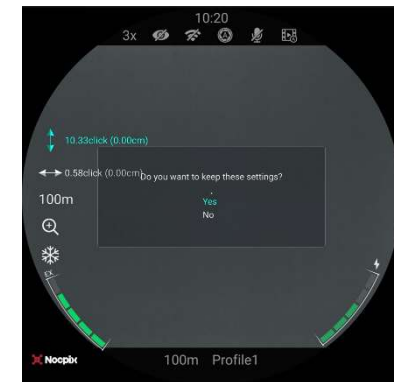 10:20
3x
10.33click (0.00cm)
0.58click (0.00cm)
Do you want to keep these settings?
Yes
No
100m
EX
Nocpix
100m Profile1